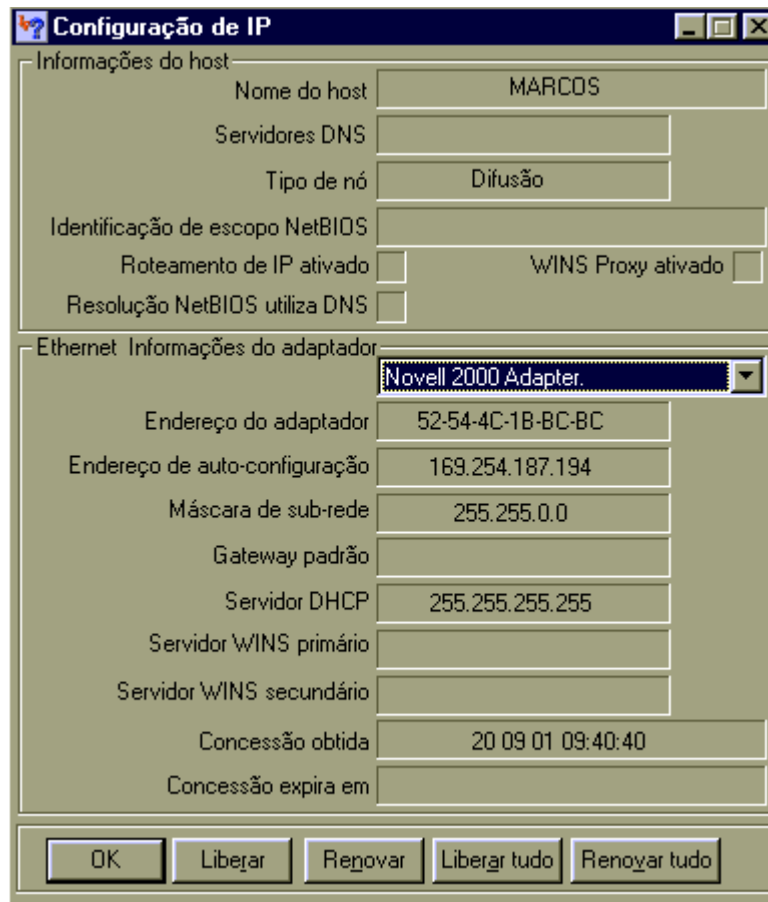 Configuração de IP
Informações do host
Nome do host MARCOS
Servidores DNS
Tipo de nó Difusão
Identificação de escopo NetBIOS
Roteamento de IP ativado WINS Proxy ativado
Resolução NetBIOS utiliza DNS
Ethernet Informações do adaptador
Novell 2000 Adapter.
Endereço do adaptador 52-54-4C-1B-BC-BC
Endereço de auto-configuração 169.254.187.194
Máscara de sub-rede 255.255.0.0
Gateway padrão
Servidor DHCP 255.255.255.255
Servidor WINS primário
Servidor WINS secundário
Concessão obtida 20 09 01 09:40:40
Concessão expira em
OK Liberar Renovar Liberar tudo Renovar tudo